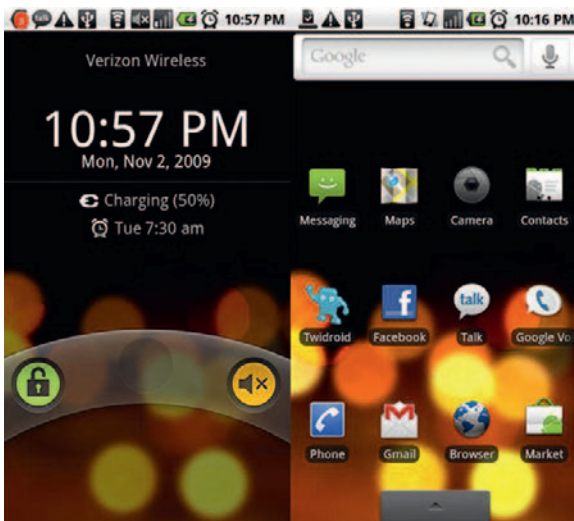 10:57 PM
Verizon Wireless
10:57 PM
Mon, Nov 2, 2009
Charging (50%)
Tue 7:30 am
10:16 PM
Google
Messaging Maps Camera Contacts
talk
Twidroid Facebook Talk Google Vo
Phone Gmail Browser Market